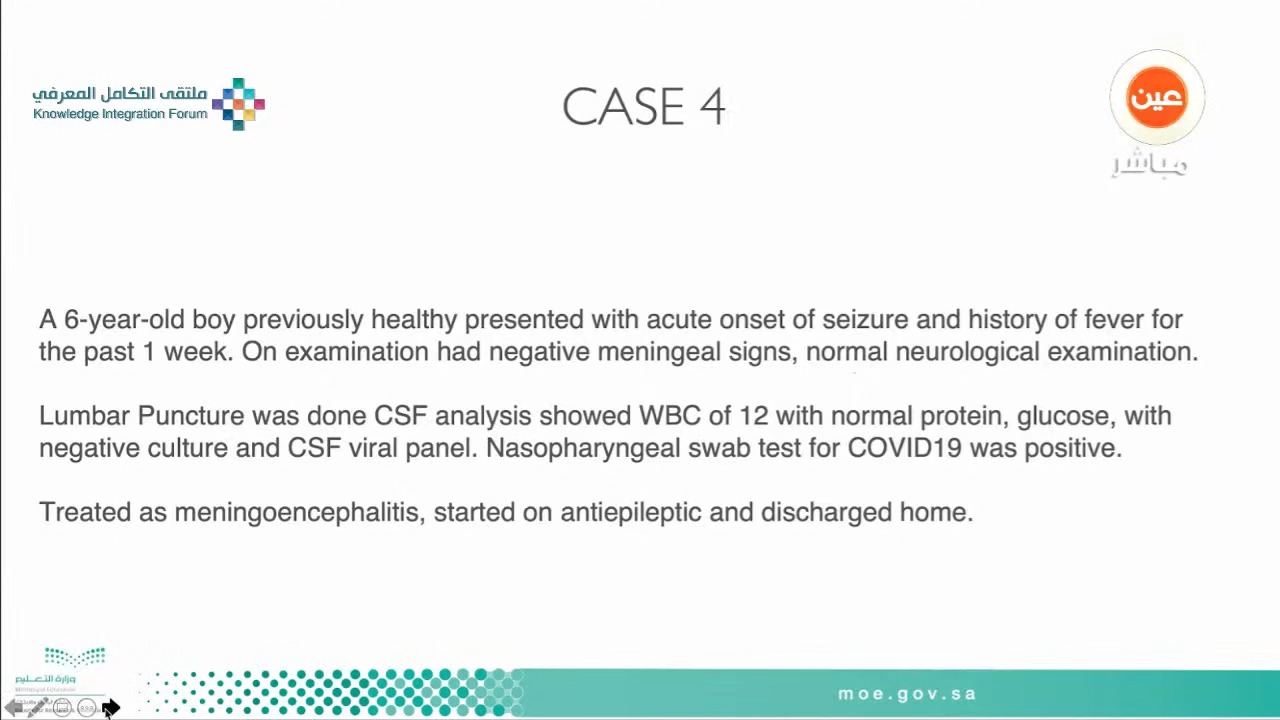 ملتقى التكامل المعرفي
Knowledge Integration Forum
CASE 4
عين
مباشر
A 6-year-old boy previously healthy presented with acute onset of seizure and history of fever for
the past 1 week. On examination had negative meningeal signs, normal neurological examination.
Lumbar Puncture was done CSF analysis showed WBC of 12 with normal protein, glucose, with
negative culture and CSF viral panel. Nasopharyngeal swab test for COVID19 was positive.
Treated as meningoencephalitis, started on antiepileptic and discharged home.
وزارة التعليم
Ministry of Education
moe.gov.sa